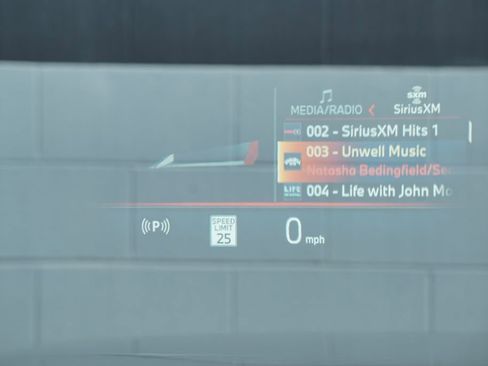 sxm
MEDIA/RADIO SiriusXM
002 - SiriusXM Hits 1
003 - Unwell Music
Natasha Bedingfield/
LIFE 004 - Life with John
((P)) SPEED
LIMIT
25 0 mph